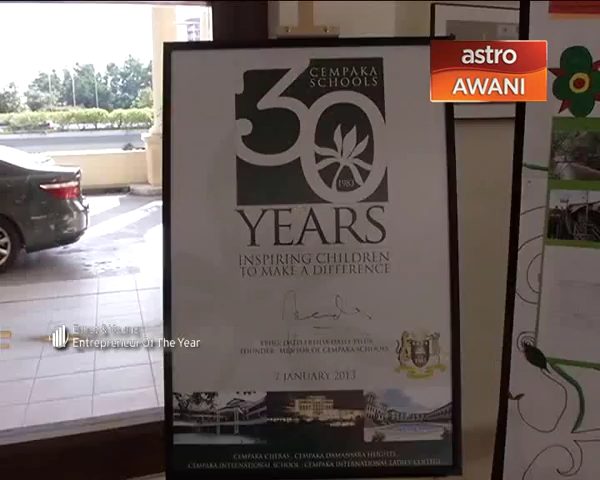 astro
AWANI
CEMPAKA
SCHOOLS
30
1983
YEARS
INSPIRING CHILDREN
TO MAKE A DIFFERENCE
FOUNDER MENTOR OF CEMPAKA SCHOOLS
7 JANUARY 2013
CEMPAKA CHERAS . CEMPAKA DAMANSARA HEIGHTS
CEMPAKA INTERNATIONAL SCHOOL . CEMPAKA INTERNATIONAL LADIES COLLEGE
Ernst & Young
Entrepreneur Of The Year